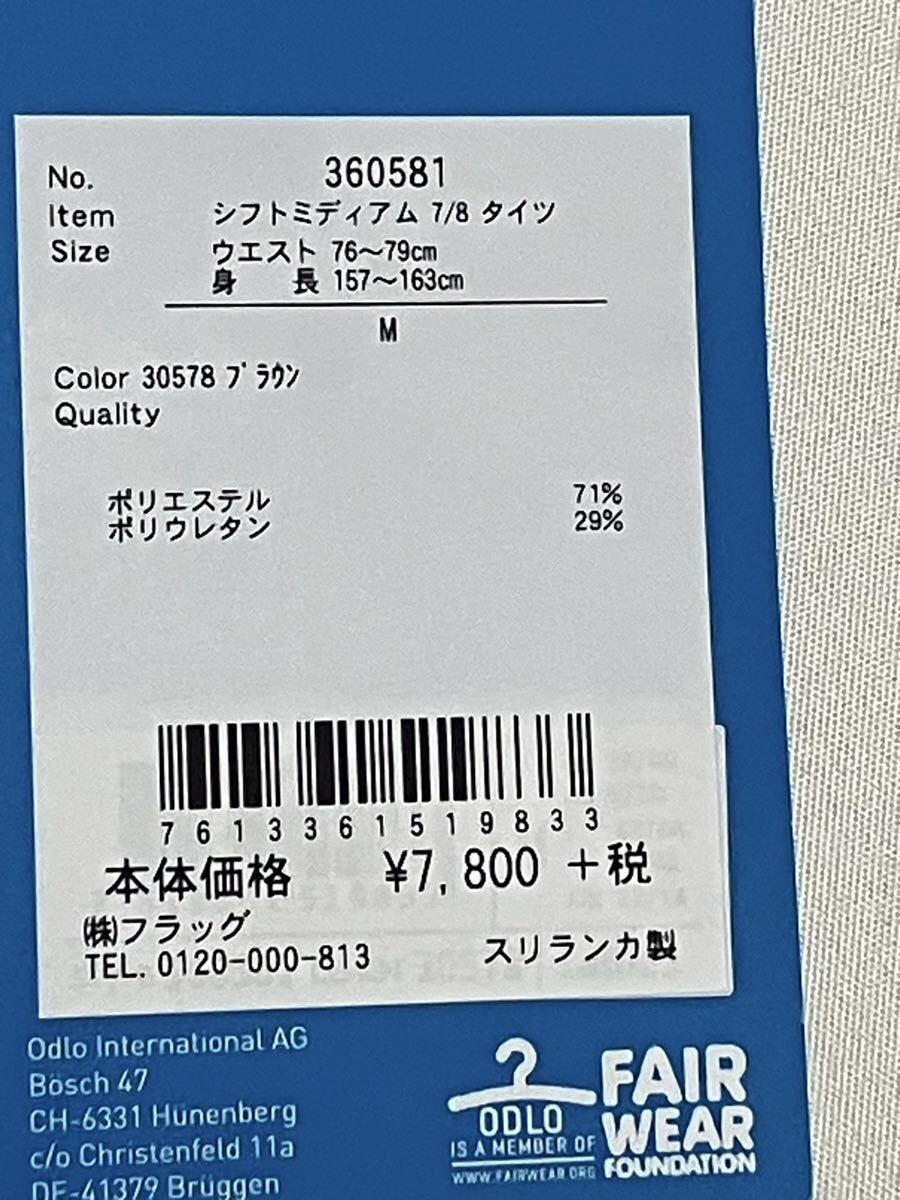 No. 360581
Item シフトミディアム 7/8 タイツ
Size ウエスト 76〜79cm
身 長 157〜163cm
M
Color 30578 ブラウン
Quality
ポリエステル 71%
ポリウレタン 29%
7613361519833
本体価格 ¥7,800 +税
㈱フラッグ
TEL. 0120-000-813 スリランカ製
Odlo International AG
Bösch 47
CH-6331 Hünenberg
c/o Christenfeld 11a
DE-41379 Brüggen
ODLO
IS A MEMBER OF
WWW.FAIRWEAR.ORG
FAIR
WEAR
FOUNDATION